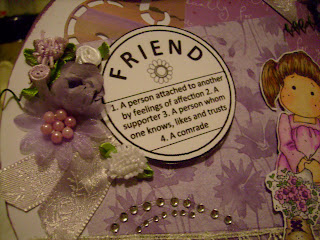 FRIEND
1. A person attached to another
by feelings of affection 2. A
supporter 3. A person whom
one knows, likes and trusts
4. A comrade